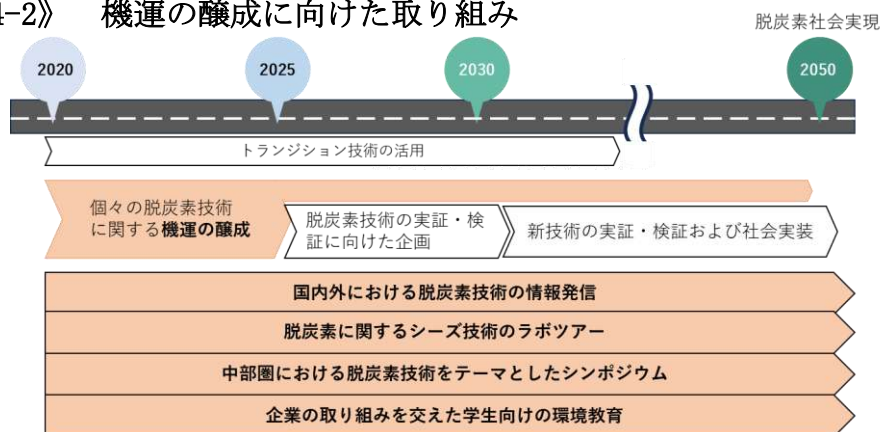 4-2》 機運の醸成に向けた取り組み
脱炭素社会実現
2020
2025
2030
2050
トランジション技術の活用
個々の脱炭素技術
に関する機運の醸成
脱炭素技術の実証・検
証に向けた企画
新技術の実証・検証および社会実装
国内外における脱炭素技術の情報発信
脱炭素に関するシーズ技術のラボツアー
中部圏における脱炭素技術をテーマとしたシンポジウム
企業の取り組みを交えた学生向けの環境教育